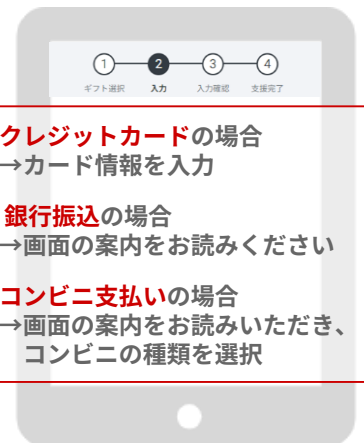 1 2 3 4
ギフト選択 入力 入力確認 支援完了
クレジットカードの場合
→カード情報を入力
銀行振込の場合
→画面の案内をお読みください
コンビニ支払いの場合
→画面の案内をお読みいただき、
コンビニの種類を選択